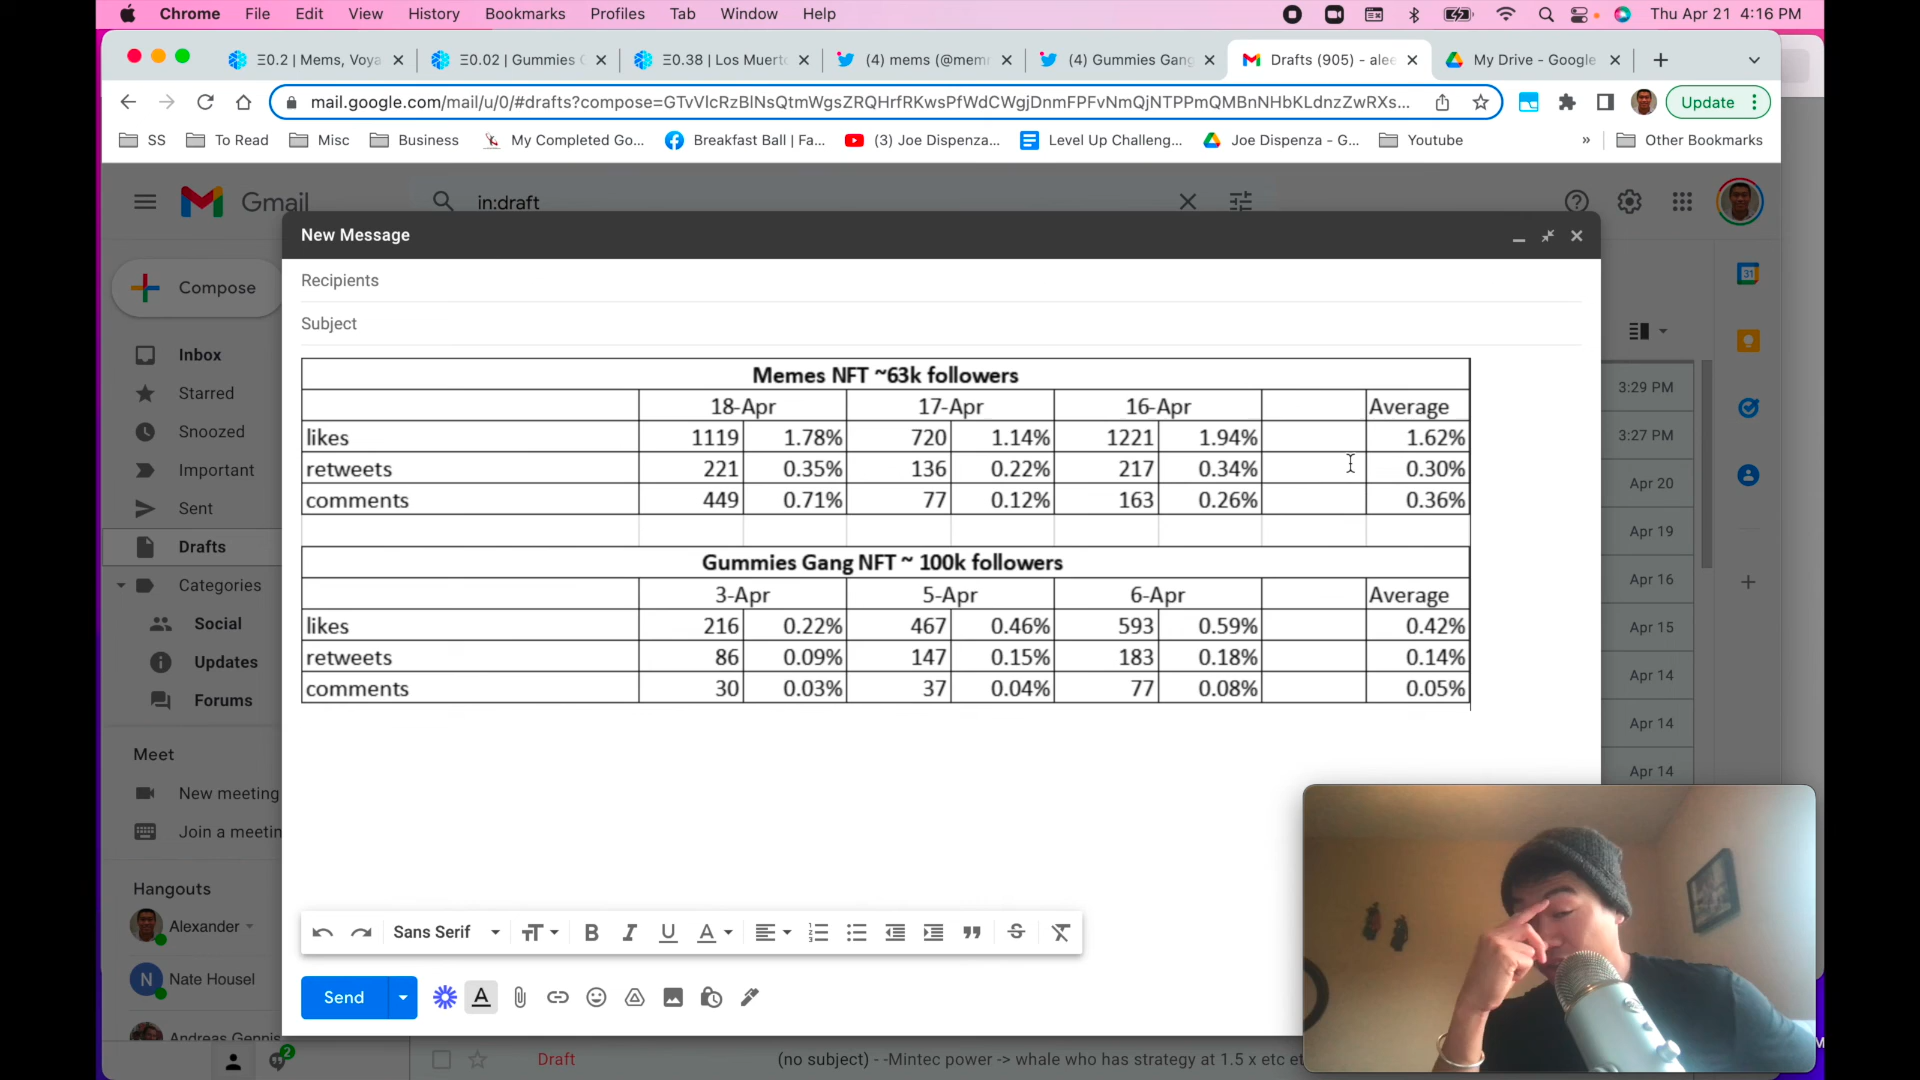 Chrome File Edit View History Bookmarks Profiles Tab Window Help Thu Apr 21 4:16 PM
Ξ0.2 | Mems, Voya Ξ0.02 | Gummies Ξ0.38 | Los Muert (4) mems (@mem (4) Gummies Gang Drafts (905) - alee My Drive - Google
mail.google.com/mail/u/0/#drafts?compose=GTvVlcRzBlNsQtmWgsZRQHrfRKwsPfWdCWgjDnmFPFvNmQjNTPPmQMBnNHbKLdnzZwRXs... Update
SS To Read Misc Business My Completed Go... Breakfast Ball | Fa... (3) Joe Dispenza... Level Up Challeng... Joe Dispenza - G... Youtube » Other Bookmarks
Gmail in:draft
New Message
Recipients
Subject
Compose
Inbox
Starred
Snoozed
Important
Sent
Drafts
Categories
Social
Updates
Forums
Meet
New meeting
Join a meetin
Hangouts
Alexander
N Nate Housel
Andreas Gennis
2
Memes NFT ~63k followers
18-Apr 17-Apr 16-Apr Average
likes 1119 1.78% 720 1.14% 1221 1.94% 1.62%
retweets 221 0.35% 136 0.22% 217 0.34% 0.30%
comments 449 0.71% 77 0.12% 163 0.26% 0.36%
Gummies Gang NFT ~ 100k followers
3-Apr 5-Apr 6-Apr Average
likes 216 0.22% 467 0.46% 593 0.59% 0.42%
retweets 86 0.09% 147 0.15% 183 0.18% 0.14%
comments 30 0.03% 37 0.04% 77 0.08% 0.05%
Sans Serif
Send
31
3:29 PM
3:27 PM
Apr 20
Apr 19
Apr 16
Apr 15
Apr 14
Apr 14
Apr 14
Draft (no subject) - -Mintec power -> whale who has strategy at 1.5 x etc et